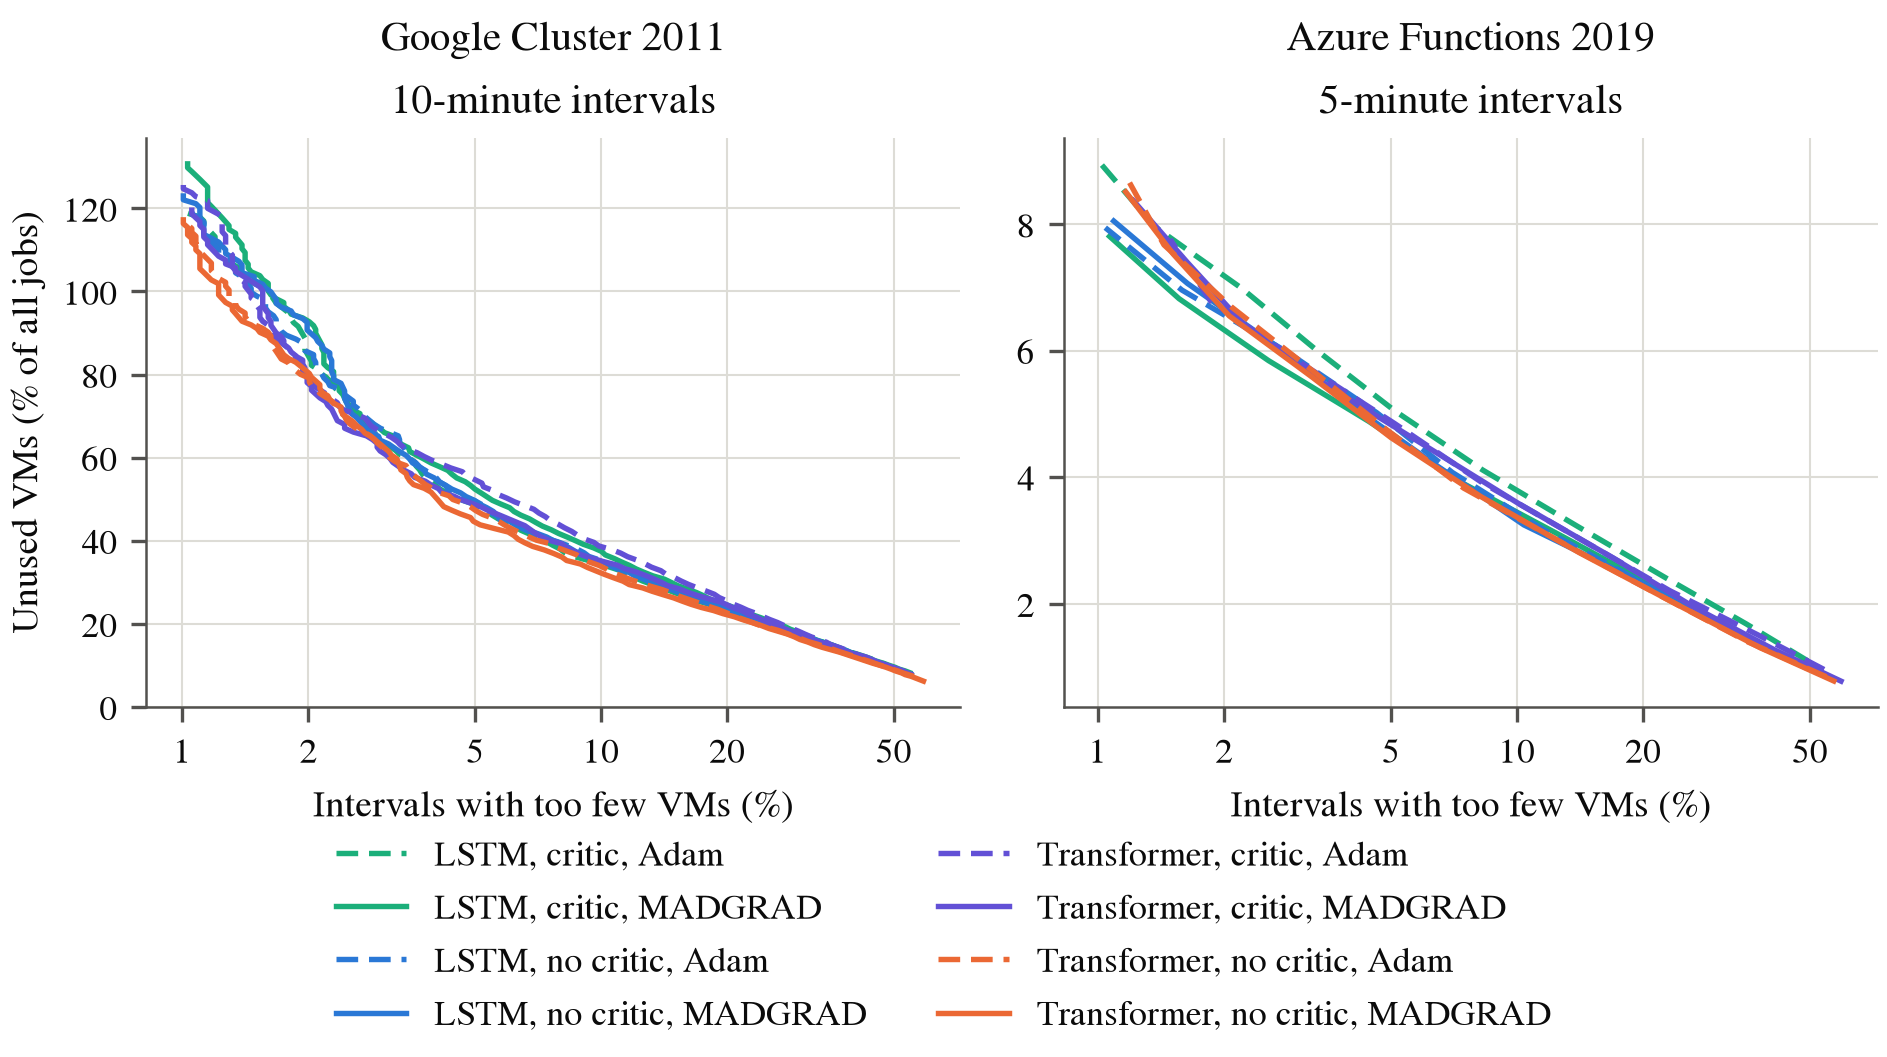 Google Cluster 2011
10-minute intervals
Azure Functions 2019
5-minute intervals
Unused VMs (% of all jobs)
120
100
80
60
40
20
0
1 2 5 10 20 50
Intervals with too few VMs (%)
8
6
4
2
1 2 5 10 20 50
Intervals with too few VMs (%)
LSTM, critic, Adam
LSTM, critic, MADGRAD
LSTM, no critic, Adam
LSTM, no critic, MADGRAD
Transformer, critic, Adam
Transformer, critic, MADGRAD
Transformer, no critic, Adam
Transformer, no critic, MADGRAD